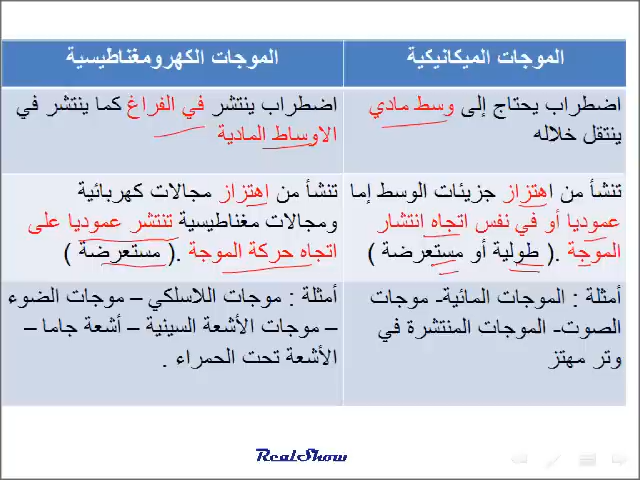 الموجات الميكانيكية
الموجات الكهرومغناطيسية
اضطراب يحتاج إلى وسط مادي
ينتقل خلاله
اضطراب ينتشر في الفراغ كما ينتشر في
الاوساط المادية
تنشأ من اهتزاز جزيئات الوسط إما
عموديا أو في نفس اتجاه انتشار
الموجة .( طولية أو مستعرضة )
تنشأ من اهتزاز مجالات كهربائية
ومجالات مغناطيسية تنتشر عموديا على
اتجاه حركة الموجة .( مستعرضة )
أمثلة : الموجات المائية- موجات
الصوت- الموجات المنتشرة في
وتر مهتز
أمثلة : موجات اللاسلكي – موجات الضوء
– موجات الأشعة السينية – أشعة جاما –
الأشعة تحت الحمراء .
RealShow